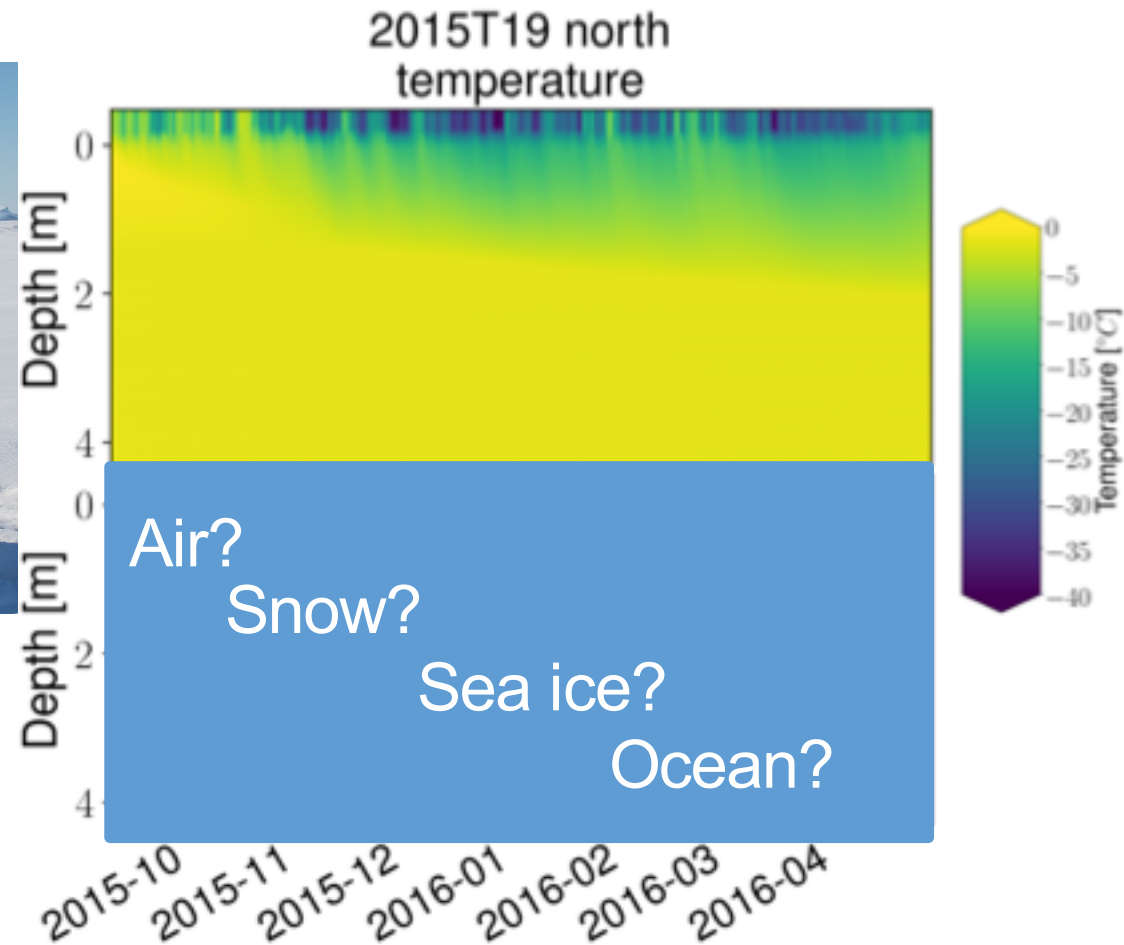 2015T19 north
temperature
Depth [m]
0
2
4
0
−5
−10
−15
−20
−25
−30
−35
−40
Temperature [°C]
Depth [m]
0
2
4
Air?
Snow?
Sea ice?
Ocean?
2015-10
2015-11
2015-12
2016-01
2016-02
2016-03
2016-04